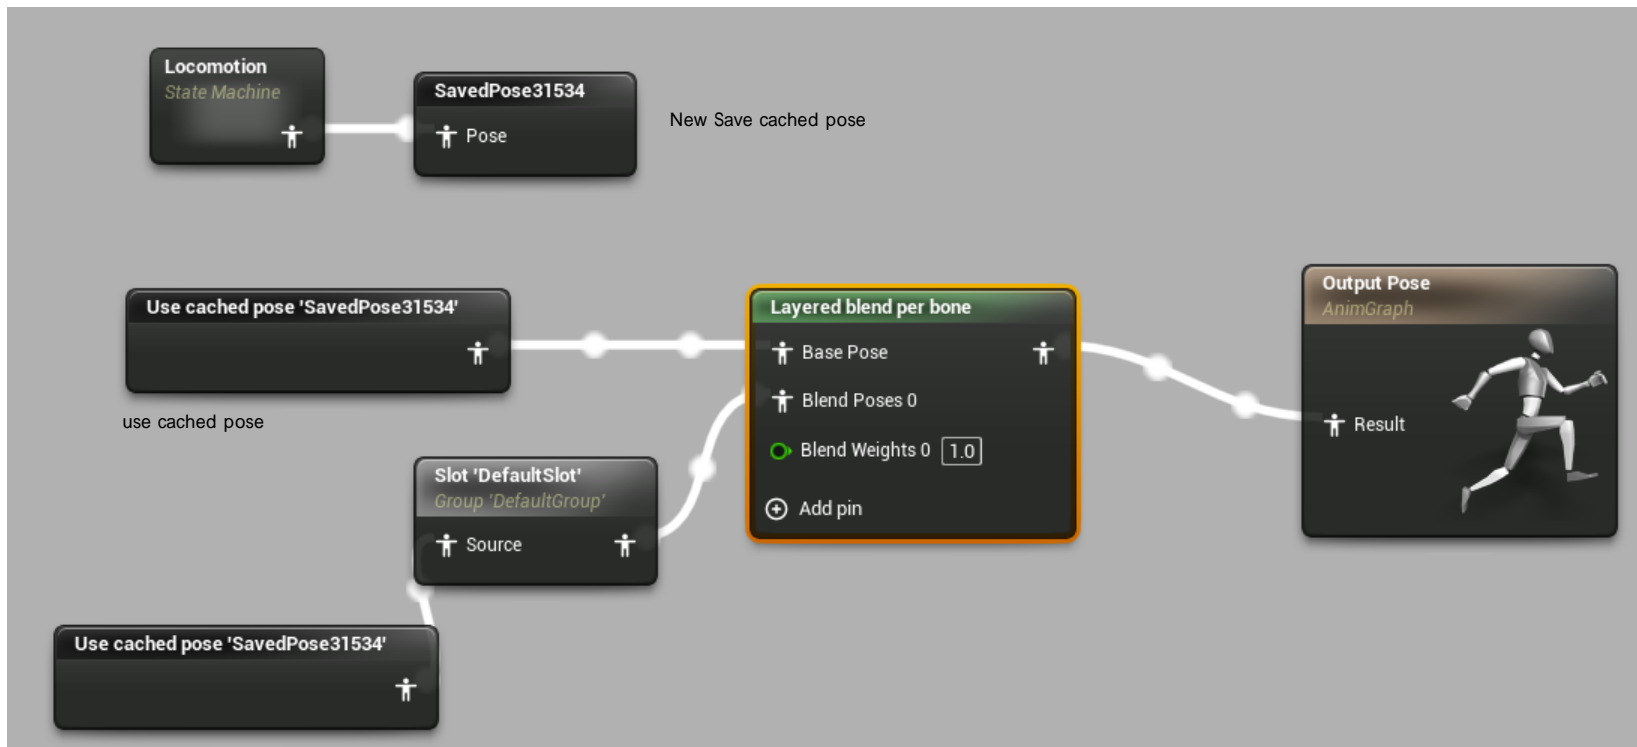 Locomotion
State Machine
SavedPose31534
Pose
New Save cached pose
Use cached pose 'SavedPose31534'
use cached pose
Slot 'DefaultSlot'
Group 'DefaultGroup'
Source
Use cached pose 'SavedPose31534'
Layered blend per bone
Base Pose
Blend Poses 0
Blend Weights 0 1.0
Add pin
Output Pose
AnimGraph
Result